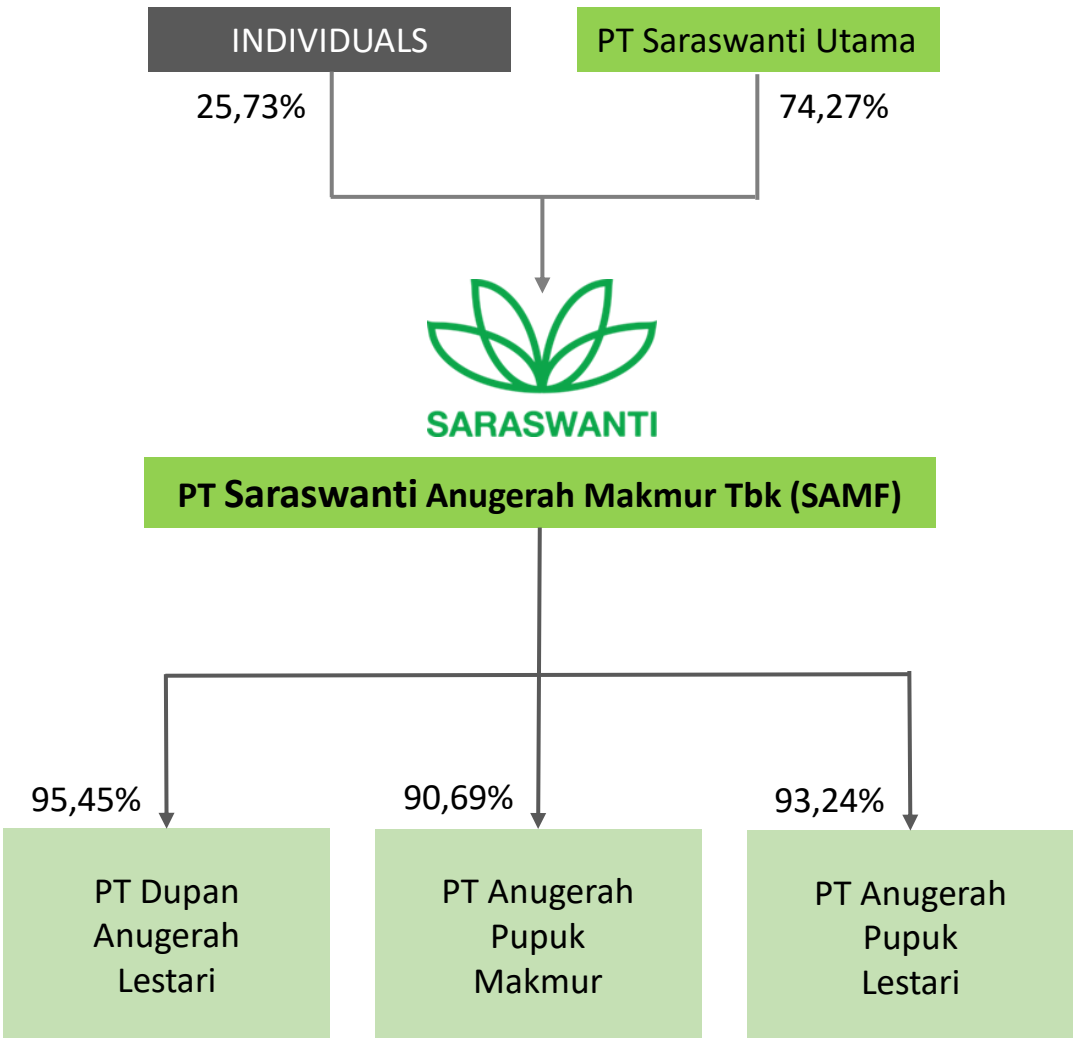 INDIVIDUALS
PT Saraswanti Utama
25,73%
74,27%
SARASWANTI
PT Saraswanti Anugerah Makmur Tbk (SAMF)
95,45%
90,69%
93,24%
PT Dupan
Anugerah
Lestari
PT Anugerah
Pupuk
Makmur
PT Anugerah
Pupuk
Lestari